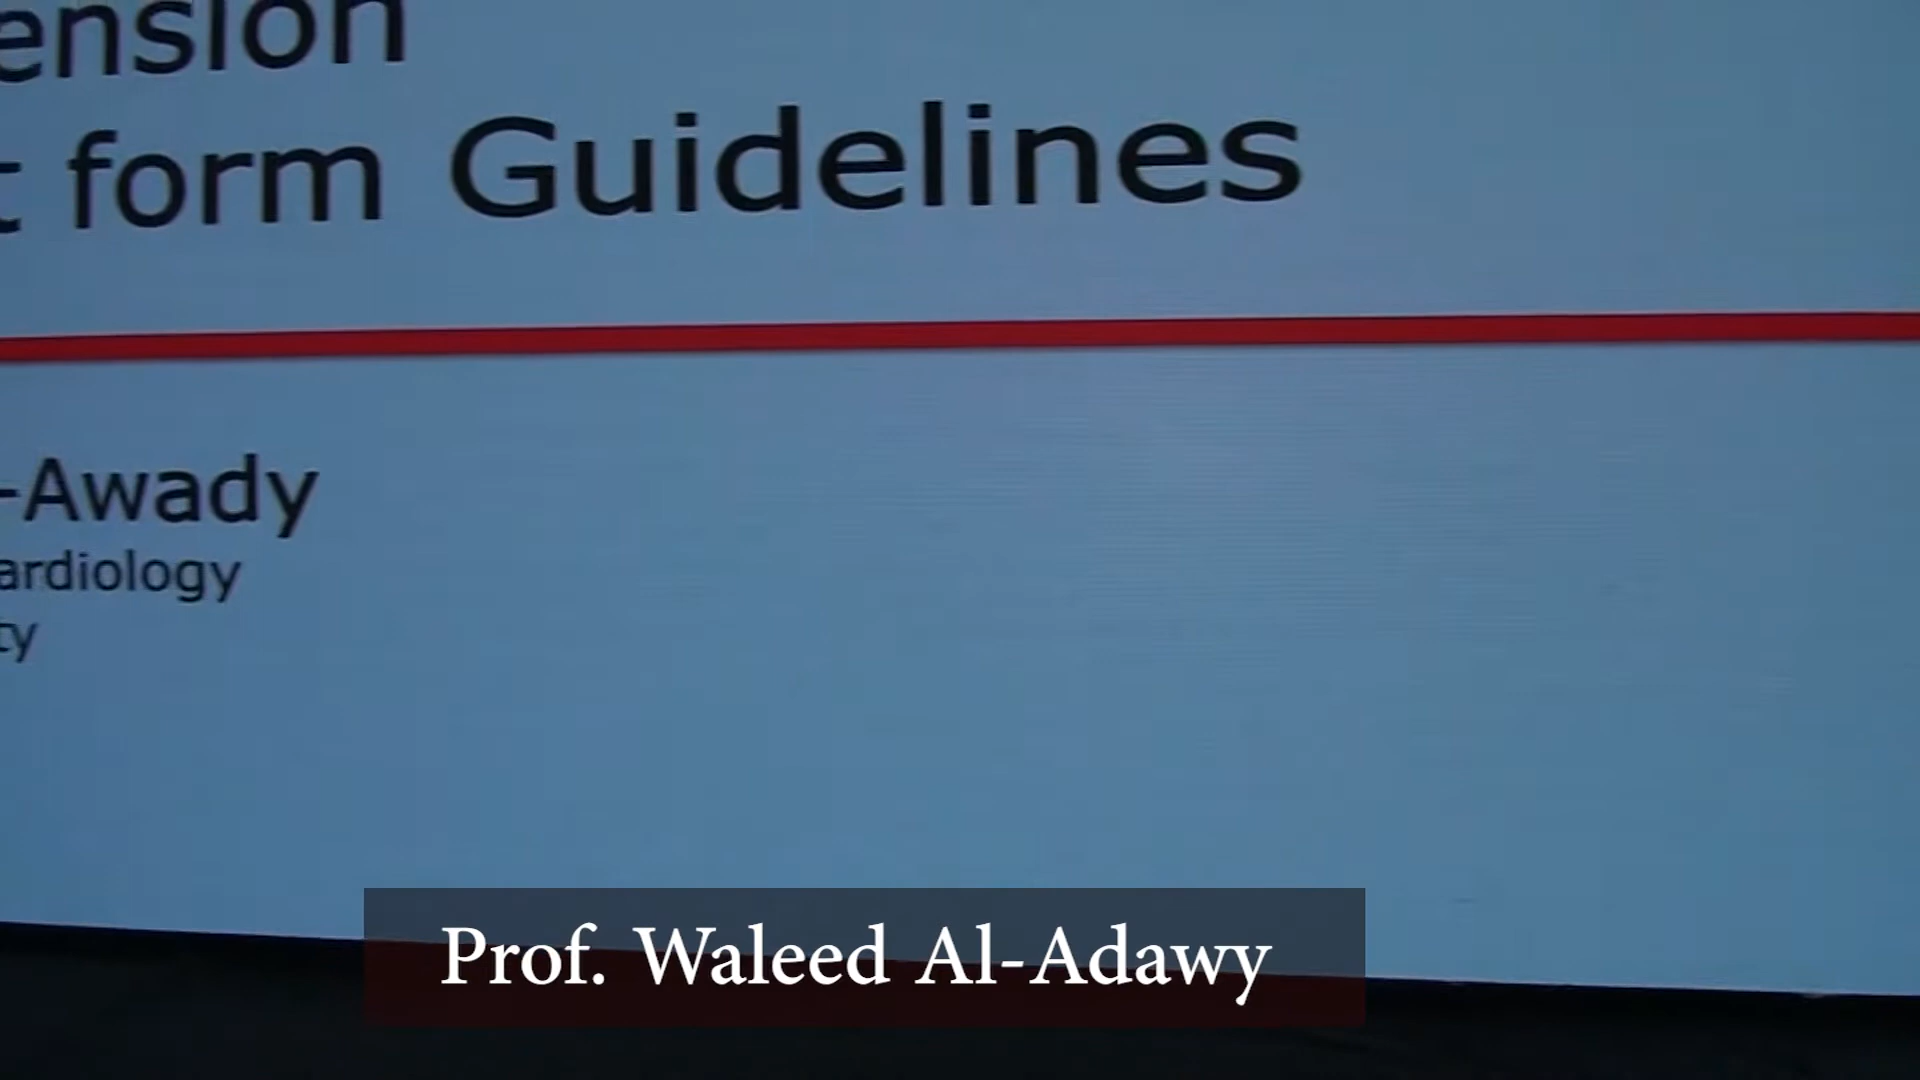 ension
t form Guidelines
-Awady
ardiology
ty
Prof. Waleed Al-Adawy